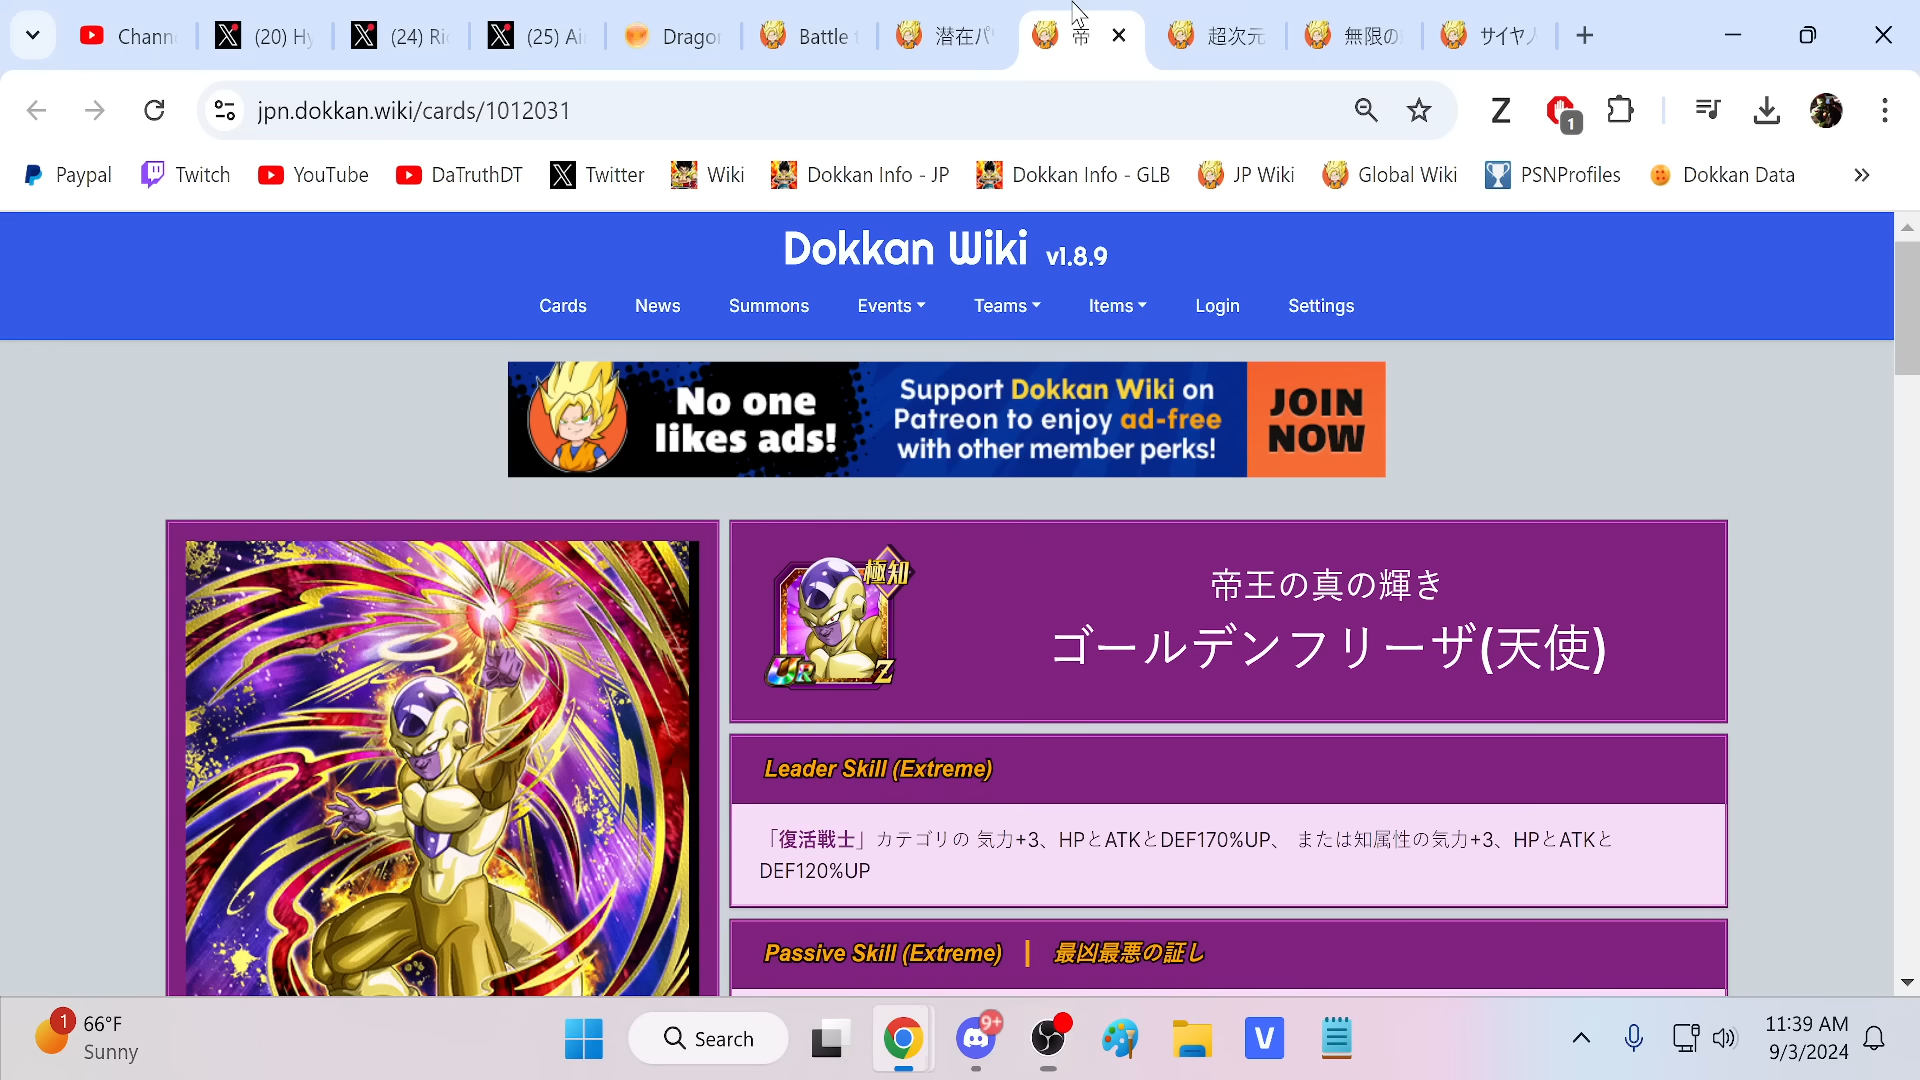 Chann
(20) Hy
(24) Ri
(25) Ai
Dragon
Battle
潜在パ
帝
超次元
無限の
サイヤ人
jpn.dokkan.wiki/cards/1012031
Z
1
Paypal
Twitch
YouTube
DaTruthDT
Twitter
Wiki
Dokkan Info - JP
Dokkan Info - GLB
JP Wiki
Global Wiki
PSNProfiles
Dokkan Data
Dokkan Wiki v1.8.9
Cards
News
Summons
Events
Teams
Items
Login
Settings
No one
likes ads!
Support Dokkan Wiki on
Patreon to enjoy ad-free
with other member perks!
JOIN
NOW
極知
UR
Z
帝王の真の輝き
ゴールデンフリーザ(天使)
Leader Skill (Extreme)
「復活戦士」カテゴリの 気力+3、HPとATKとDEF170%UP、 または知属性の気力+3、HPとATKと
DEF120%UP
Passive Skill (Extreme) | 最凶最悪の証し
1
66°F
Sunny
Search
9+
V
11:39 AM
9/3/2024